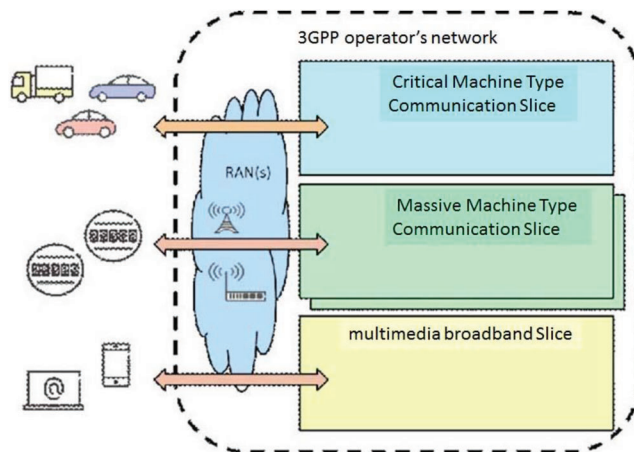 3GPP operator's network
Critical Machine Type
Communication Slice
RAN(s)
Massive Machine Type
Communication Slice
multimedia broadband Slice
@